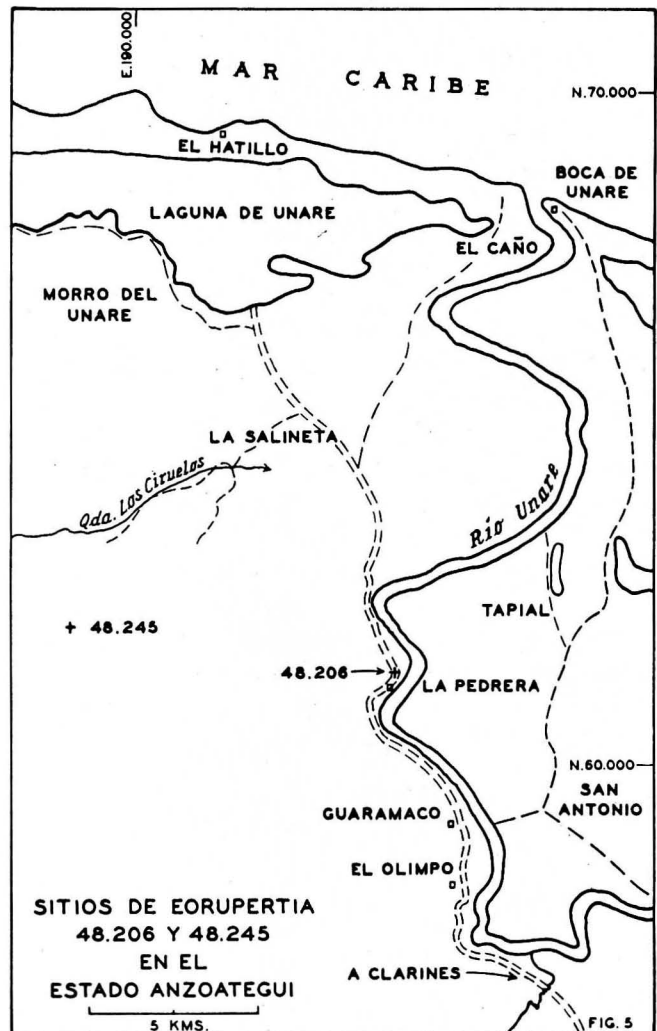 E.190.000
MAR CARIBE
N.70.000
EL HATILLO
BOCA DE
UNARE
LAGUNA DE UNARE
EL CAÑO
MORRO DEL
UNARE
LA SALINETA
Qda. Los Ciruelos
Río Unare
+ 48.245
TAPIAL
48.206
LA PEDRERA
N.60.000
SAN
ANTONIO
GUARAMACO
EL OLIMPO
SITIOS DE EORUPERTIA
48.206 Y 48.245
EN EL
ESTADO ANZOATEGUI
5 KMS.
A CLARINES
FIG. 5